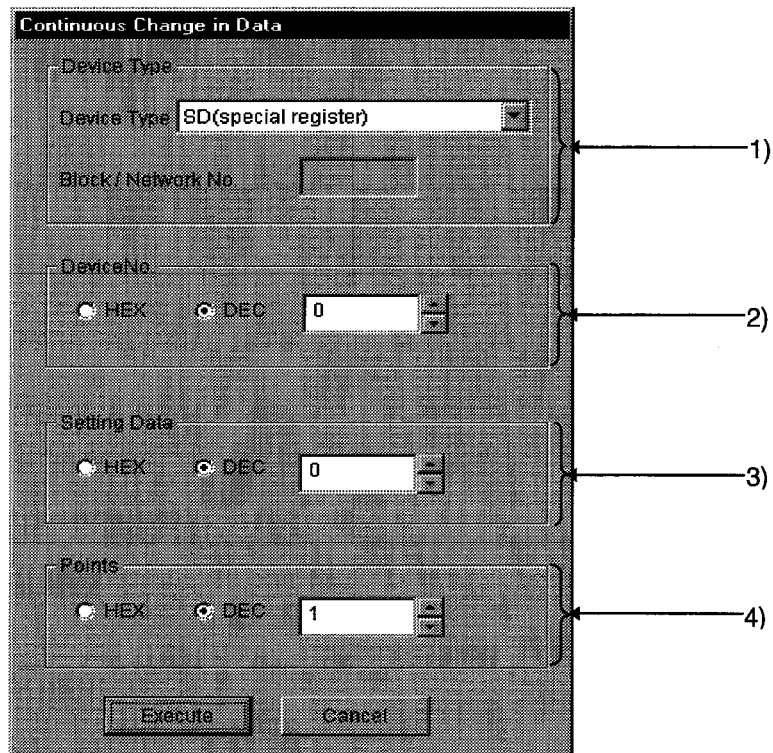 Continuous Change in Data
Device Type
Device Type SD(special register)
1)
Block / Network No
DeviceNo.
HEX DEC 0
2)
Setting Data
HEX DEC 0
3)
Points
HEX DEC 1
4)
Execute Cancel